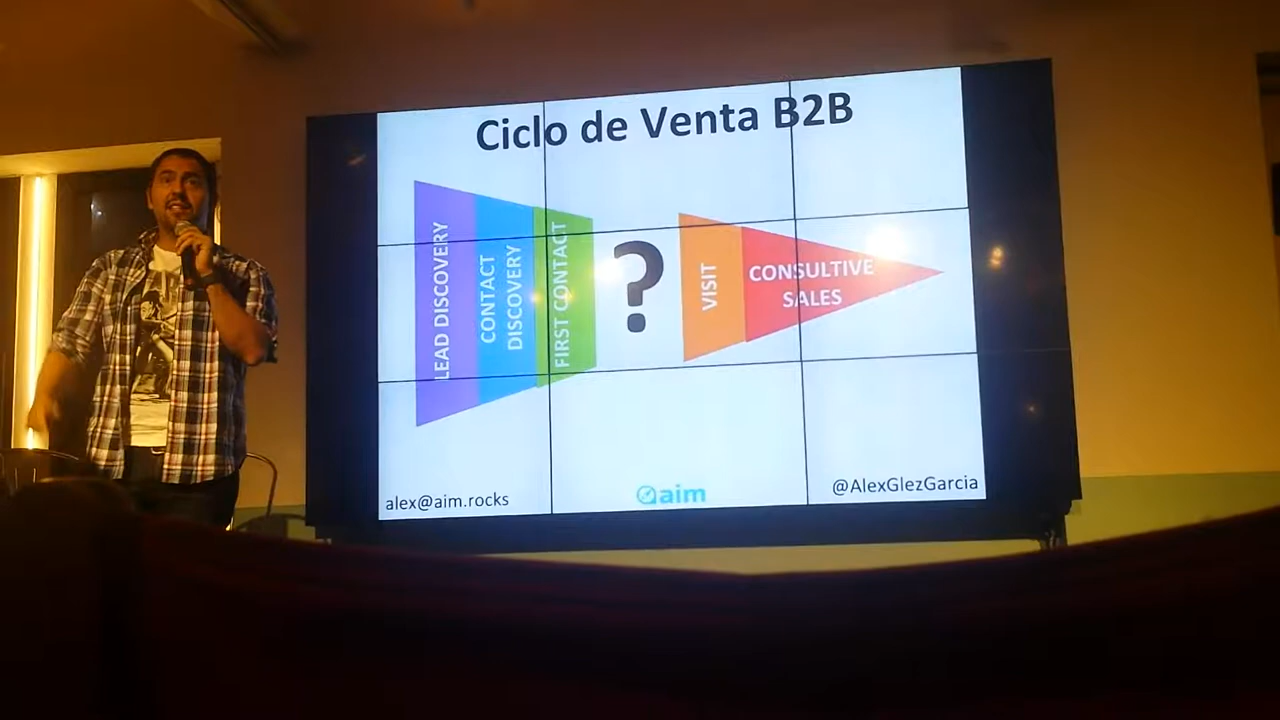 Ciclo de Venta B2B
LEAD DISCOVERY
CONTACT
DISCOVERY
FIRST CONTACT
?
VISIT
CONSULTIVE
SALES
alex@aim.rocks
aim
@AlexGlezGarcia